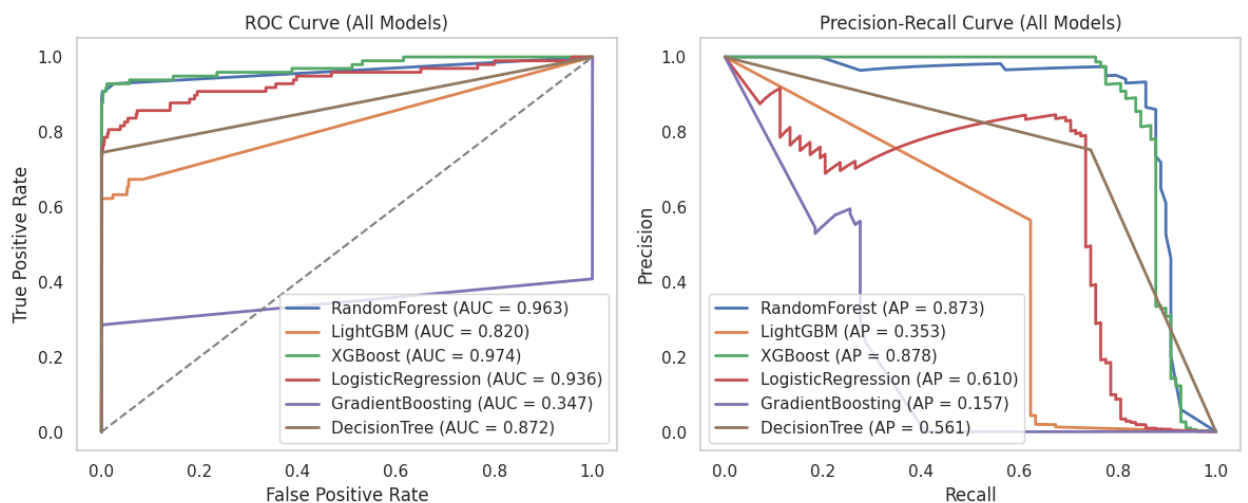 ROC Curve (All Models)
1.0
0.8
0.6
0.4
0.2
0.0
True Positive Rate
RandomForest (AUC = 0.963)
LightGBM (AUC = 0.820)
XGBoost (AUC = 0.974)
LogisticRegression (AUC = 0.936)
GradientBoosting (AUC = 0.347)
DecisionTree (AUC = 0.872)
0.0 0.2 0.4 0.6 0.8 1.0
False Positive Rate
Precision-Recall Curve (All Models)
1.0
0.8
0.6
0.4
0.2
0.0
Precision
RandomForest (AP = 0.873)
LightGBM (AP = 0.353)
XGBoost (AP = 0.878)
LogisticRegression (AP = 0.610)
GradientBoosting (AP = 0.157)
DecisionTree (AP = 0.561)
0.0 0.2 0.4 0.6 0.8 1.0
Recall